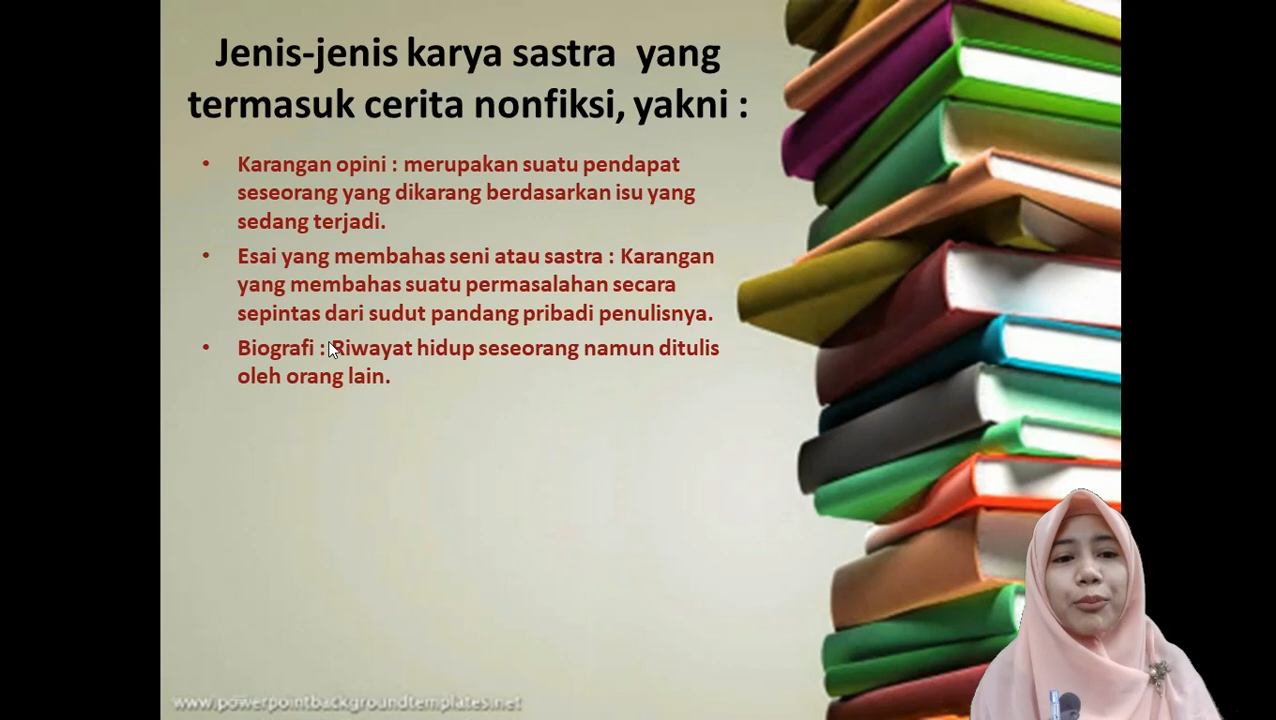 Jenis-jenis karya sastra yang
termasuk cerita nonfiksi, yakni :
• Karangan opini : merupakan suatu pendapat
seseorang yang dikarang berdasarkan isu yang
sedang terjadi.
• Esai yang membahas seni atau sastra : Karangan
yang membahas suatu permasalahan secara
sepintas dari sudut pandang pribadi penulisnya.
• Biografi : Riwayat hidup seseorang namun ditulis
oleh orang lain.
www.powerpointbackgroundtemplates.net